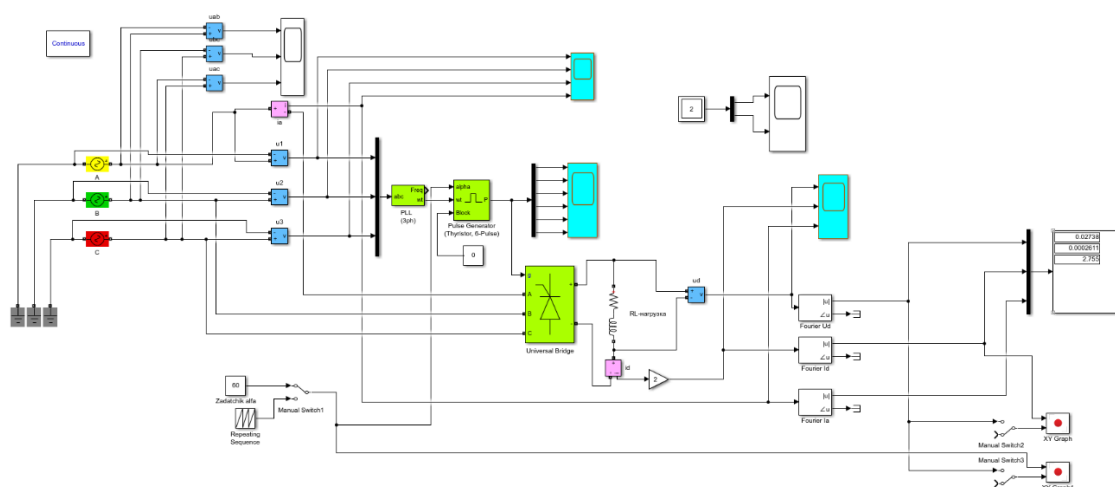 Continuous
uab
uac
ia
u1
u2
u3
A
B
C
abc
Freq
wt
PLL
(3ph)
alpha
wt
Block
P
Pulse Generator
(Thyristor, 6-Pulse)
0
2
g
A
B
C
+
-
Universal Bridge
RL-нагрузка
ud
id
2
|u|
∠u
Fourier Ud
|u|
∠u
Fourier Id
|u|
∠u
Fourier Ia
0.02738
0.0002611
2.755
60
Zadatchik alfa
Manual Switch1
Repeating
Sequence
Manual Switch2
XY Graph
Manual Switch3